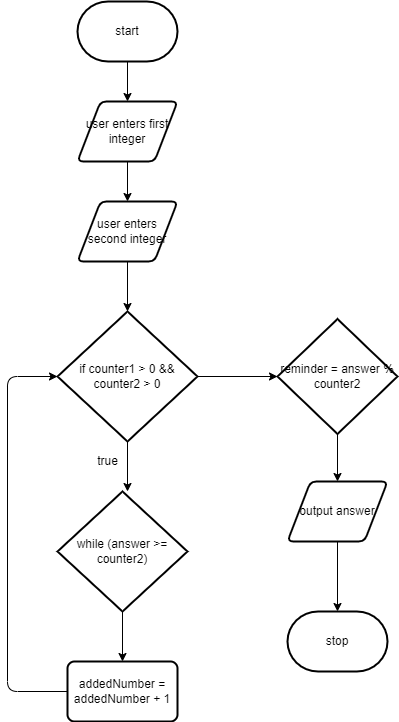 start
user enters first
integer
user enters
second integer
if counter1 > 0 &&
counter2 > 0
reminder = answer %
counter2
true
output answer
while (answer >=
counter2)
stop
addedNumber =
addedNumber + 1